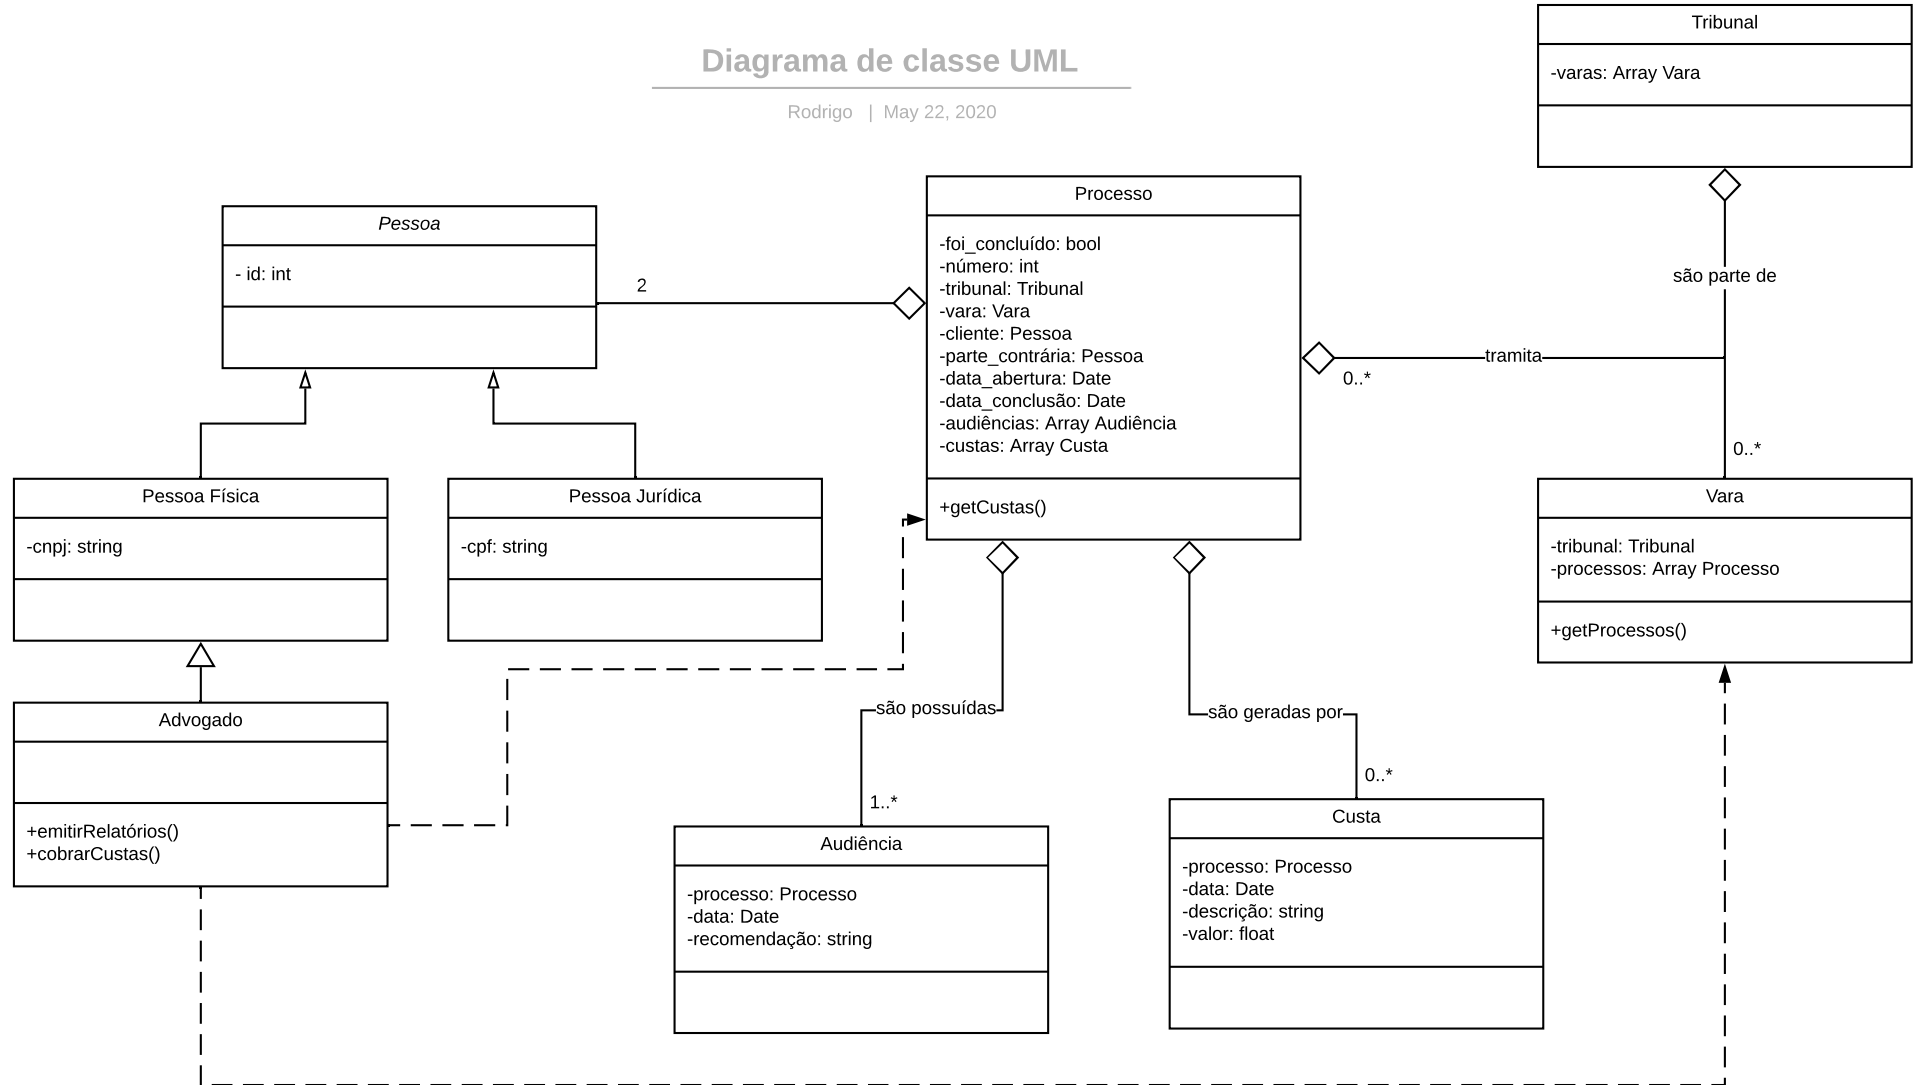 Diagrama de classe UML
Rodrigo | May 22, 2020
Tribunal
-varas: Array Vara
são parte de
tramita
0..*
0..*
Processo
-foi_concluído: bool
-número: int
-tribunal: Tribunal
-vara: Vara
-cliente: Pessoa
-parte_contrária: Pessoa
-data_abertura: Date
-data_conclusão: Date
-audiências: Array Audiência
-custas: Array Custa
+getCustas()
Pessoa
- id: int
2
Pessoa Física
-cnpj: string
Pessoa Jurídica
-cpf: string
Vara
-tribunal: Tribunal
-processos: Array Processo
+getProcessos()
Advogado
+emitirRelatórios()
+cobrarCustas()
são possuídas
1..*
são geradas por
0..*
Audiência
-processo: Processo
-data: Date
-recomendação: string
Custa
-processo: Processo
-data: Date
-descrição: string
-valor: float